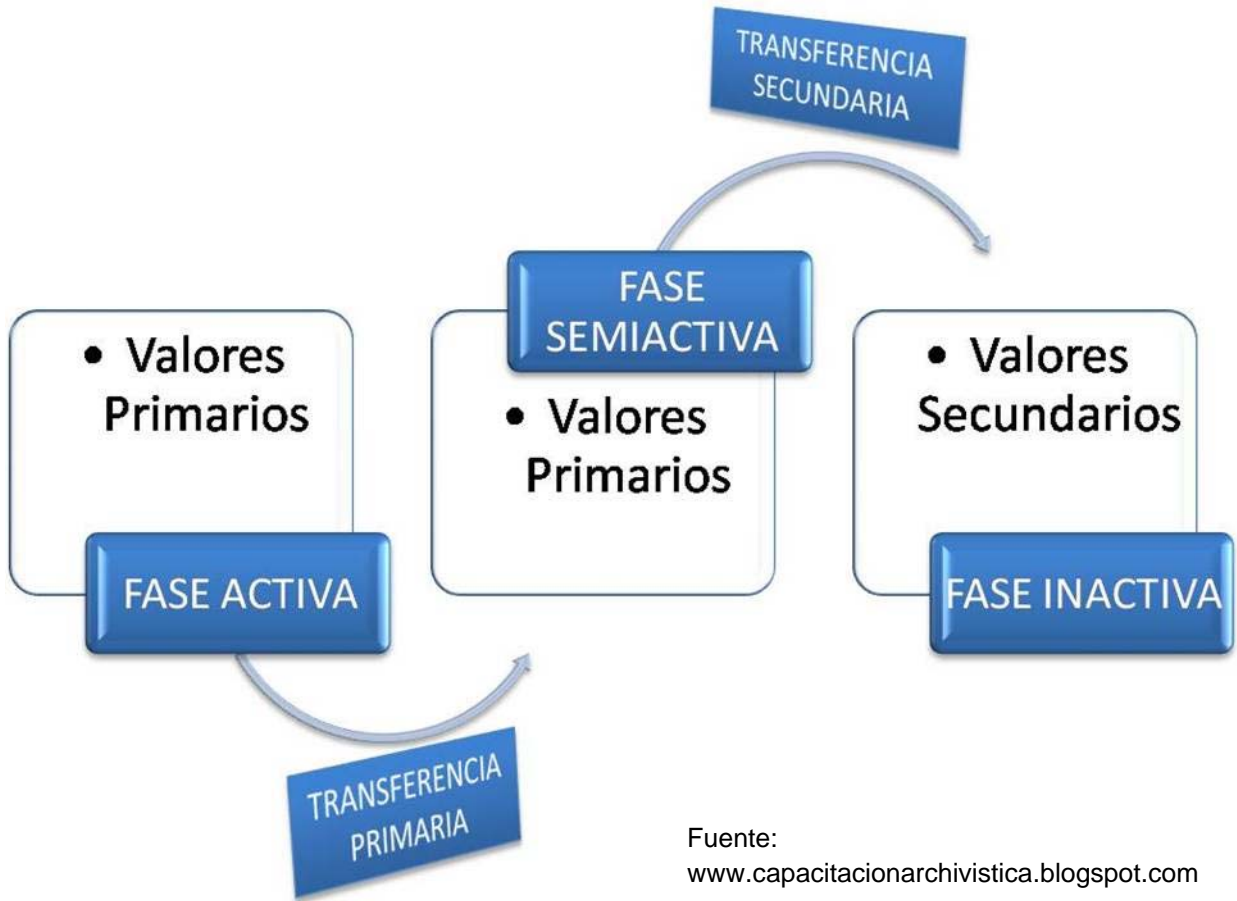 • Valores
Primarios
FASE ACTIVA
TRANSFERENCIA
PRIMARIA
FASE
SEMIACTIVA
• Valores
Primarios
TRANSFERENCIA
SECUNDARIA
• Valores
Secundarios
FASE INACTIVA
Fuente:
www.capacitacionarchivistica.blogspot.com